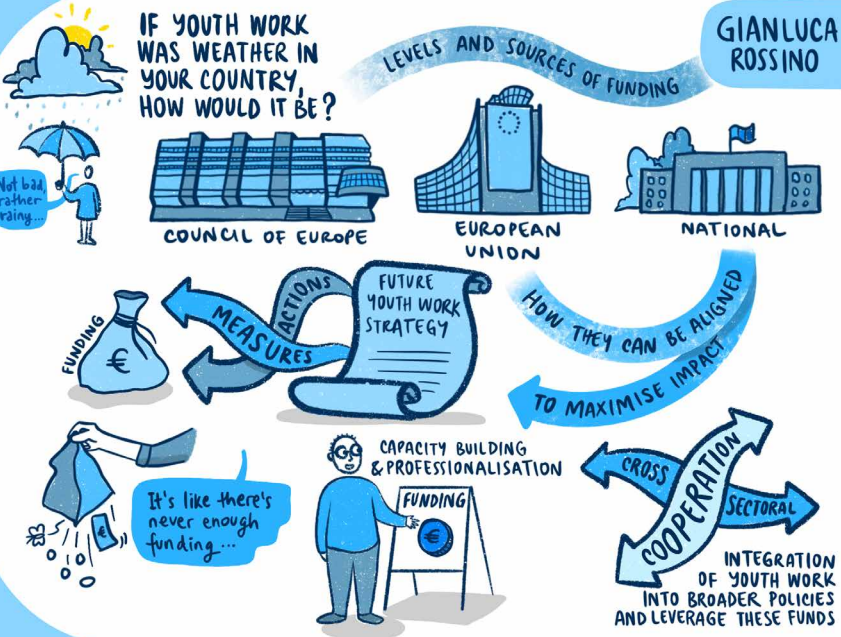 IF YOUTH WORK
WAS WEATHER IN
YOUR COUNTRY,
HOW WOULD IT BE?
Not bad,
rather
rainy...
LEVELS AND SOURCES OF FUNDING
GIANLUCA
ROSSINO
COUNCIL OF EUROPE
EUROPEAN
UNION
NATIONAL
HOW THEY CAN BE ALIGNED
TO MAXIMISE IMPACT
FUTURE
YOUTH WORK
STRATEGY
ACTIONS
MEASURES
FUNDING
€
€
It's like there's
never enough
funding...
CAPACITY BUILDING
& PROFESSIONALISATION
FUNDING
€
CROSS
SECTORAL
COOPERATION
INTEGRATION
OF YOUTH WORK
INTO BROADER POLICIES
AND LEVERAGE THESE FUNDS